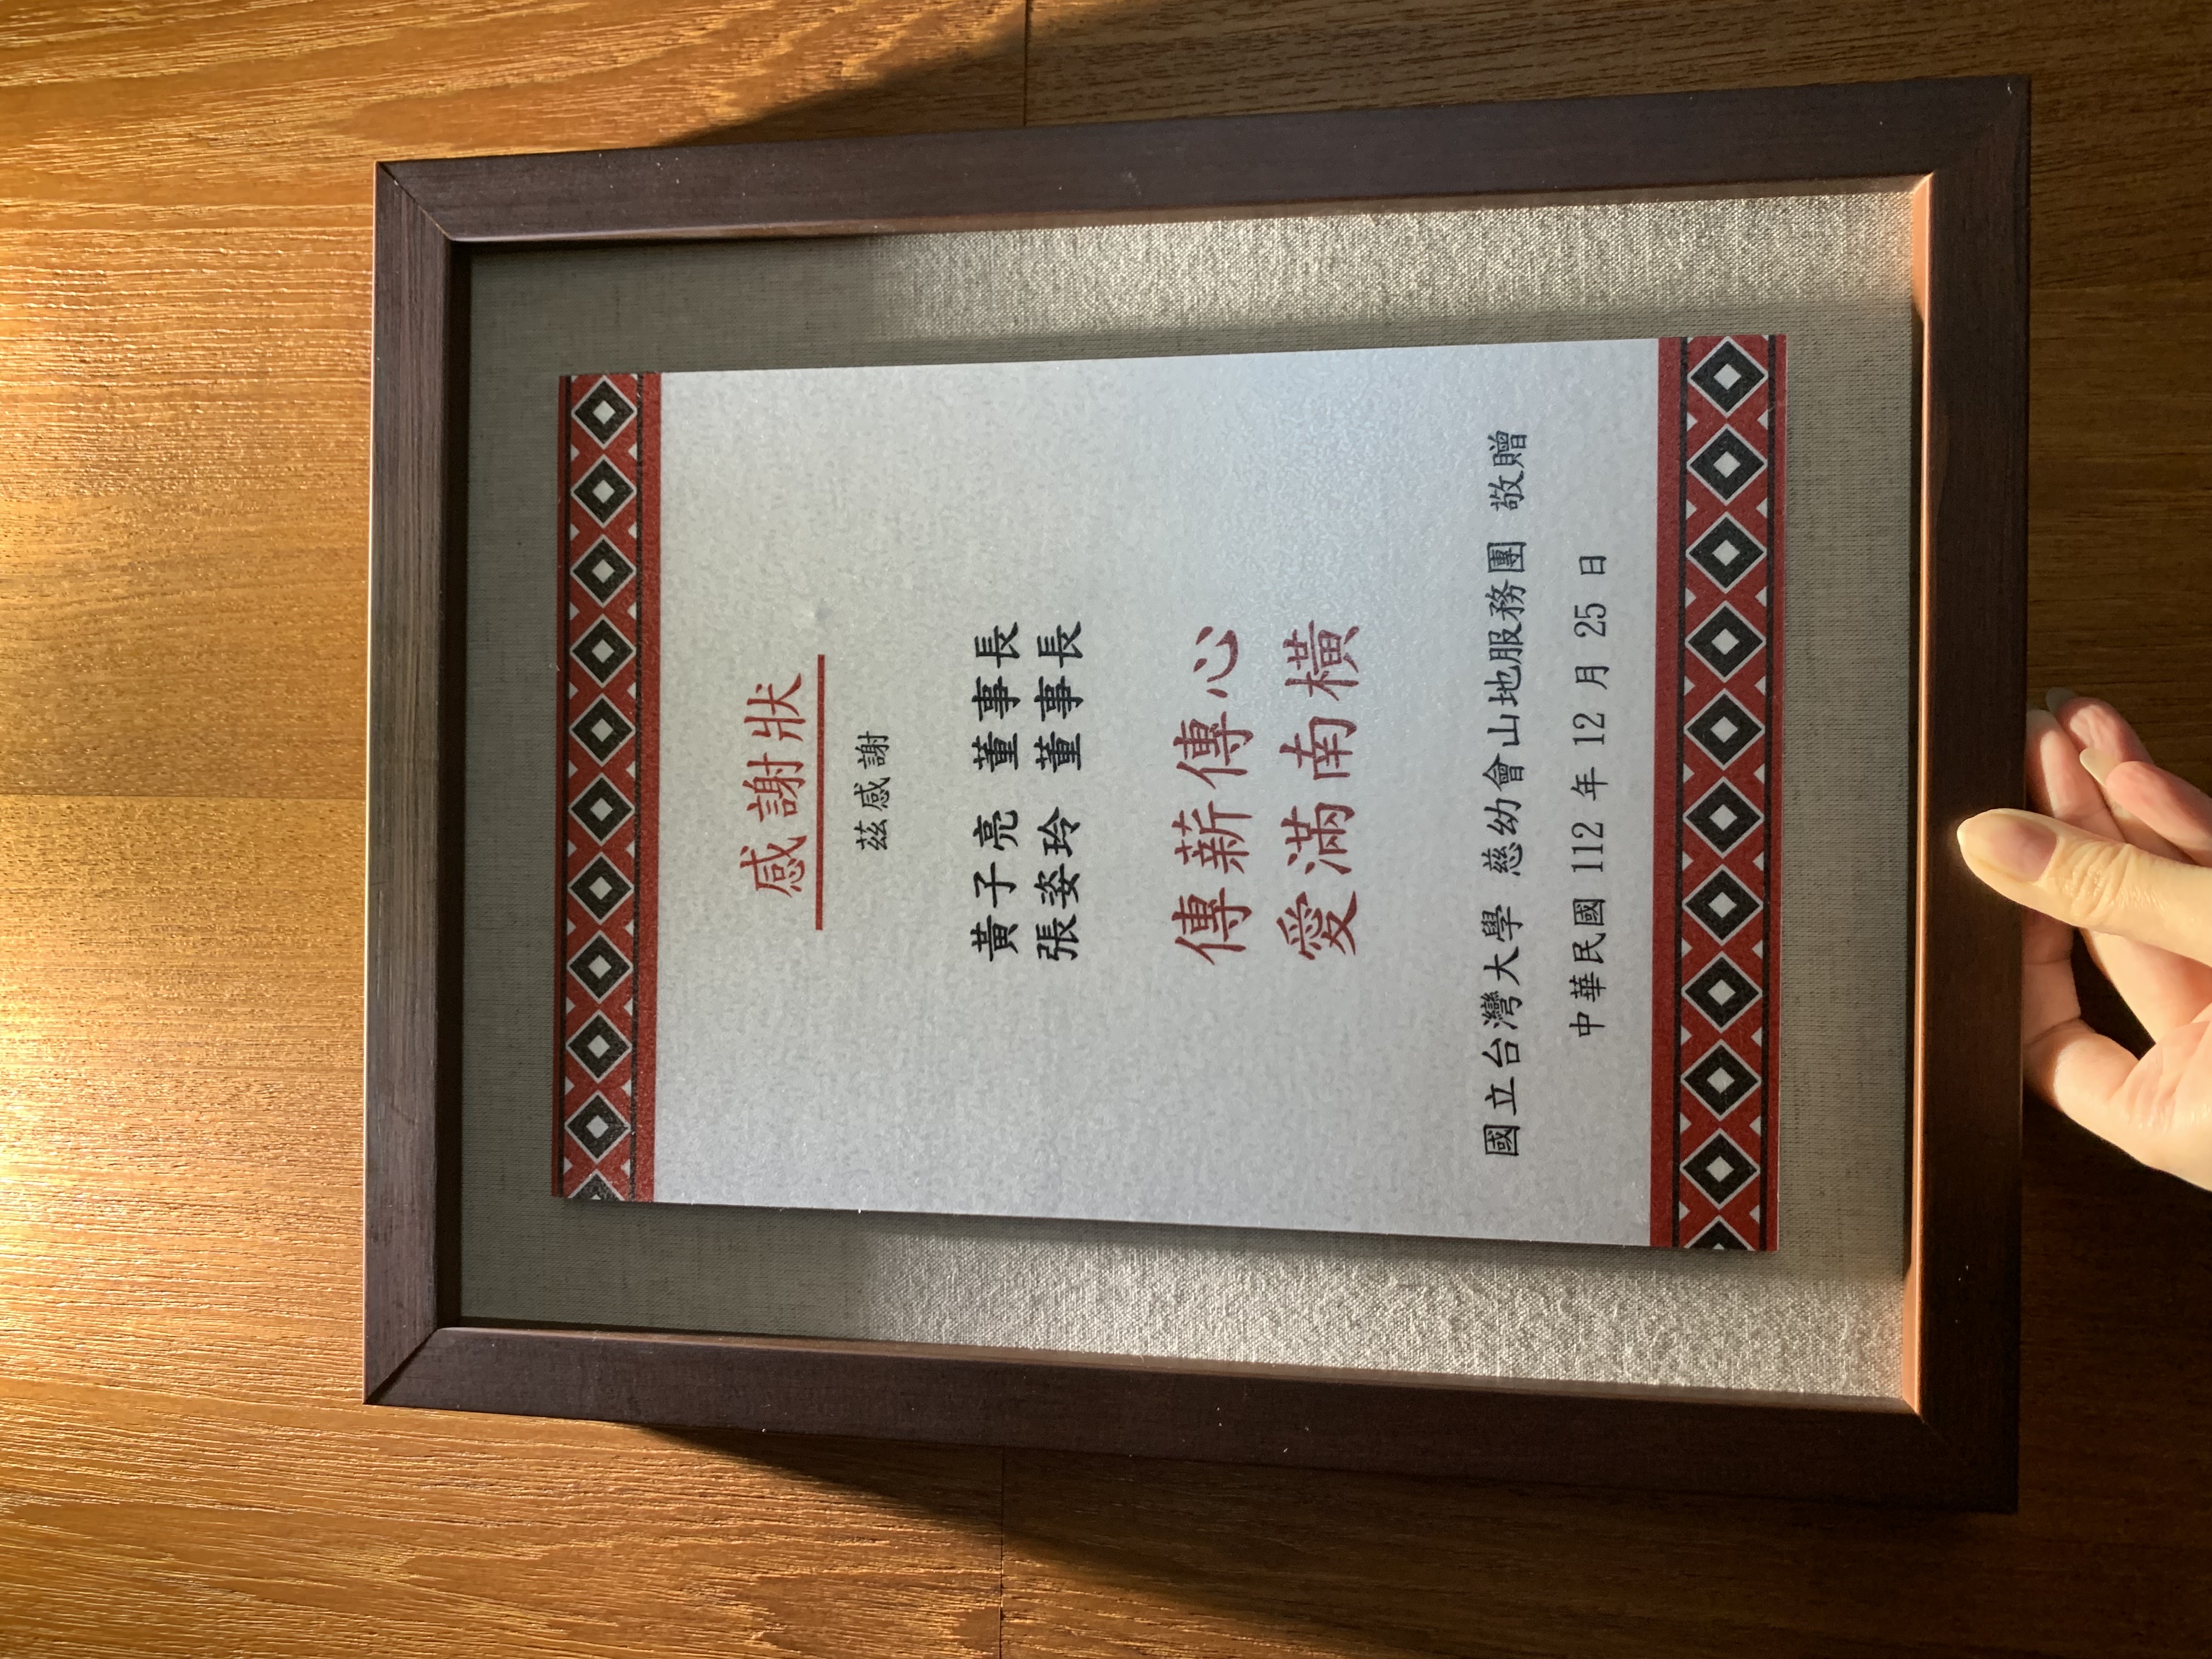 感謝狀
茲感謝
黃子亮 董事長
張姿玲 董事長
傳薪傳心
愛滿南橫
國立台灣大學 慈幼會山地服務團 敬贈
中華民國 112 年 12 月 25 日